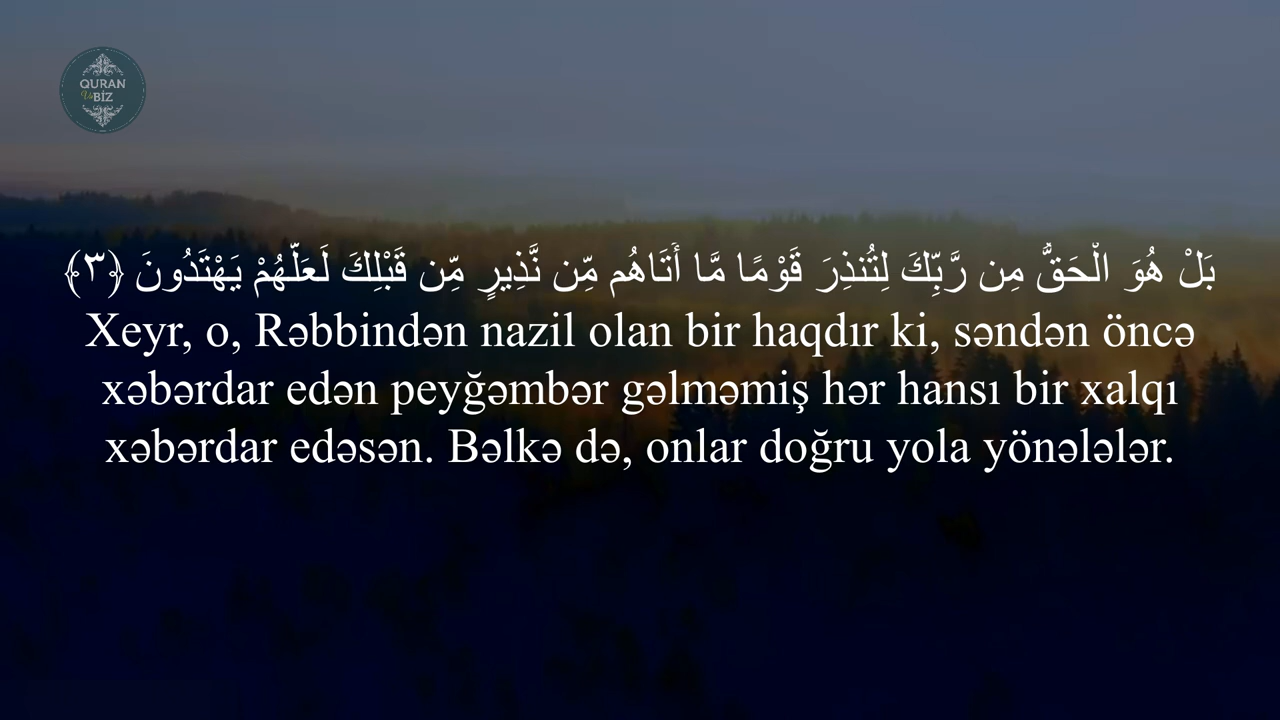 QURAN
Və BİZ
بَلْ هُوَ الْحَقُّ مِن رَّبِّكَ لِتُنذِرَ قَوْمًا مَّا أَتَاهُم مِّن نَّذِيرٍ مِّن قَبْلِكَ لَعَلَّهُمْ يَهْتَدُونَ ﴿٣﴾
Xeyr, o, Rəbbindən nazil olan bir haqdır ki, səndən öncə
xəbərdar edən peyğəmbər gəlməmiş hər hansı bir xalqı
xəbərdar edəsən. Bəlkə də, onlar doğru yola yönələlər.